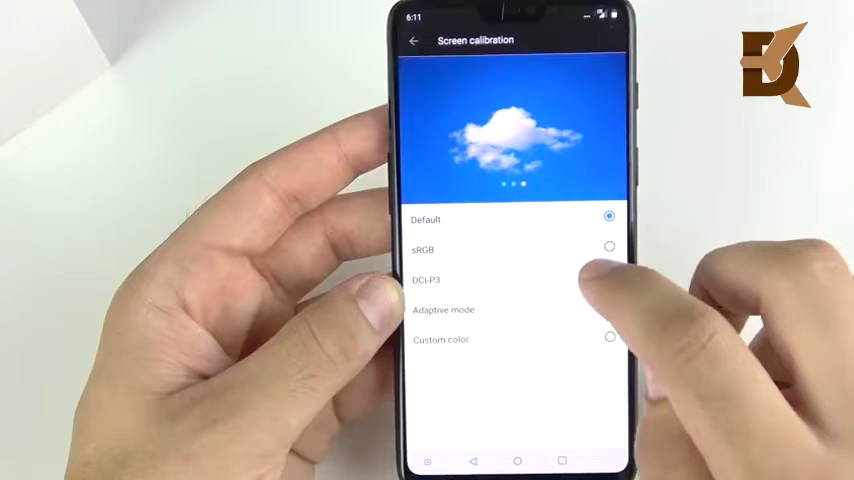 6:11
Screen calibration
Default
sRGB
DCI-P3
Adaptive mode
Custom color